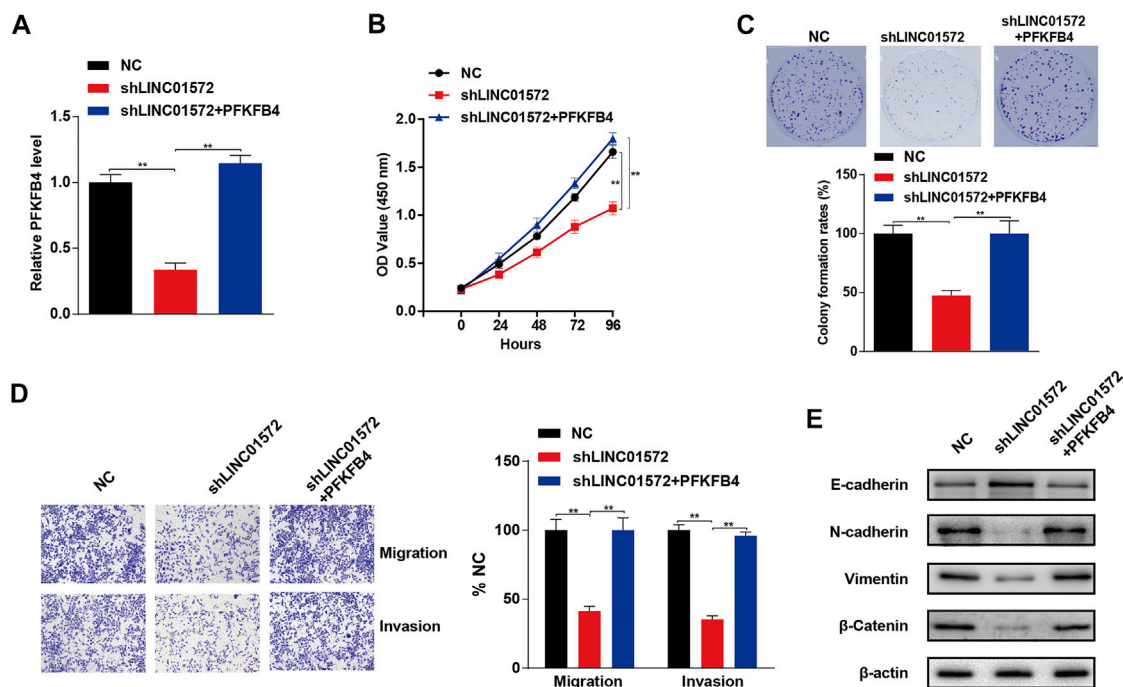 A
NC
shLINC01572
shLINC01572+PFKFB4
Relative PFKFB4 level
1.5
1.0
0.5
0.0
**
**
B
NC
shLINC01572
shLINC01572+PFKFB4
OD Value (450 nm)
2.0
1.5
1.0
0.5
0.0
**
**
0
24
48
72
96
Hours
C
NC
shLINC01572
shLINC01572
+PFKFB4
NC
shLINC01572
shLINC01572+PFKFB4
Colony formation rates (%)
150
100
50
0
**
**
D
NC
shLINC01572
shLINC01572
+PFKFB4
Migration
Invasion
NC
shLINC01572
shLINC01572+PFKFB4
% NC
150
100
50
0
**
**
**
**
Migration
Invasion
E
NC
shLINC01572
shLINC01572
+PFKFB4
E-cadherin
N-cadherin
Vimentin
β-Catenin
β-actin